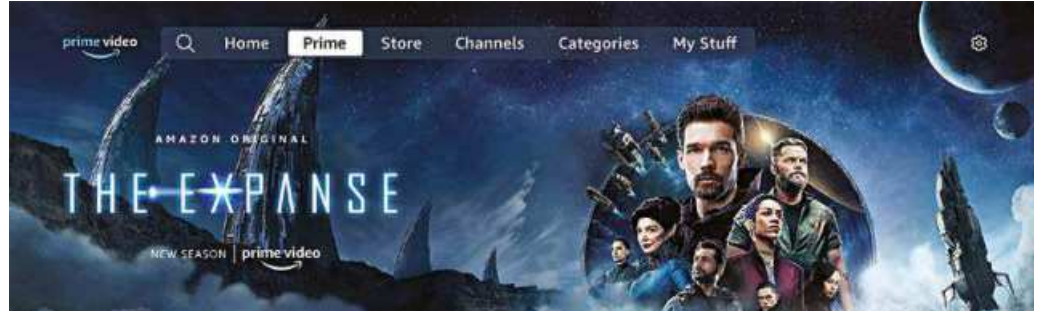 prime video Home Prime Store Channels Categories My Stuff
AMAZON ORIGINAL
THE EXPANSE
NEW SEASON | prime video